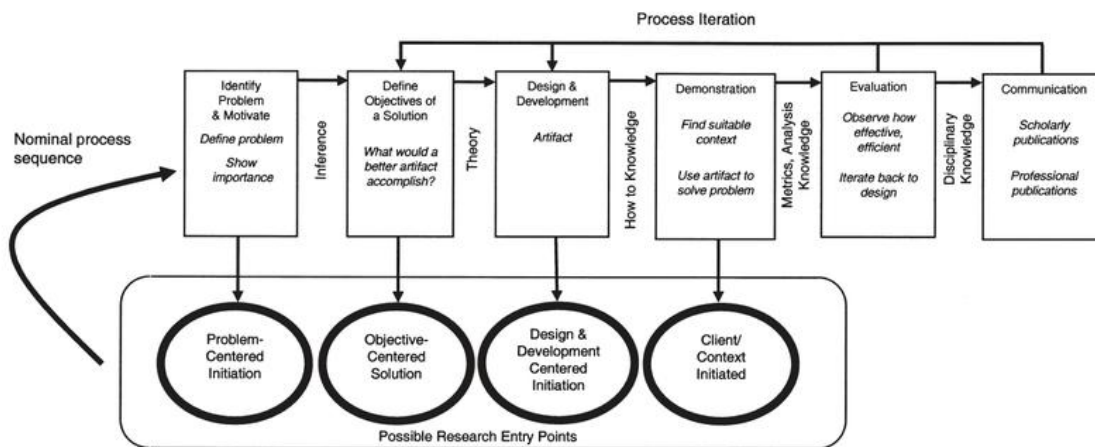 Process Iteration
Nominal process
sequence
Identify
Problem
& Motivate
Define problem
Show
importance
Inference
Define
Objectives of
a Solution
What would a
better artifact
accomplish?
Theory
Design &
Development
Artifact
How to Knowledge
Demonstration
Find suitable
context
Use artifact to
solve problem
Metrics, Analysis
Knowledge
Evaluation
Observe how
effective,
efficient
Iterate back to
design
Disciplinary
Knowledge
Communication
Scholarly
publications
Professional
publications
Problem-
Centered
Initiation
Objective-
Centered
Solution
Design &
Development
Centered
Initiation
Client/
Context
Initiated
Possible Research Entry Points